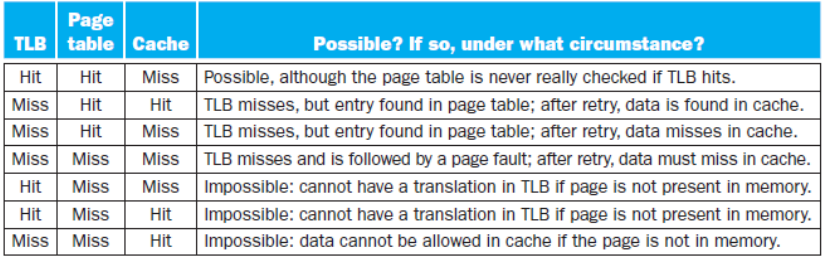 TLB Page table Cache Possible? If so, under what circumstance?
Hit Hit Miss Possible, although the page table is never really checked if TLB hits.
Miss Hit Hit TLB misses, but entry found in page table; after retry, data is found in cache.
Miss Hit Miss TLB misses, but entry found in page table; after retry, data misses in cache.
Miss Miss Miss TLB misses and is followed by a page fault; after retry, data must miss in cache.
Hit Miss Miss Impossible: cannot have a translation in TLB if page is not present in memory.
Hit Miss Hit Impossible: cannot have a translation in TLB if page is not present in memory.
Miss Miss Hit Impossible: data cannot be allowed in cache if the page is not in memory.